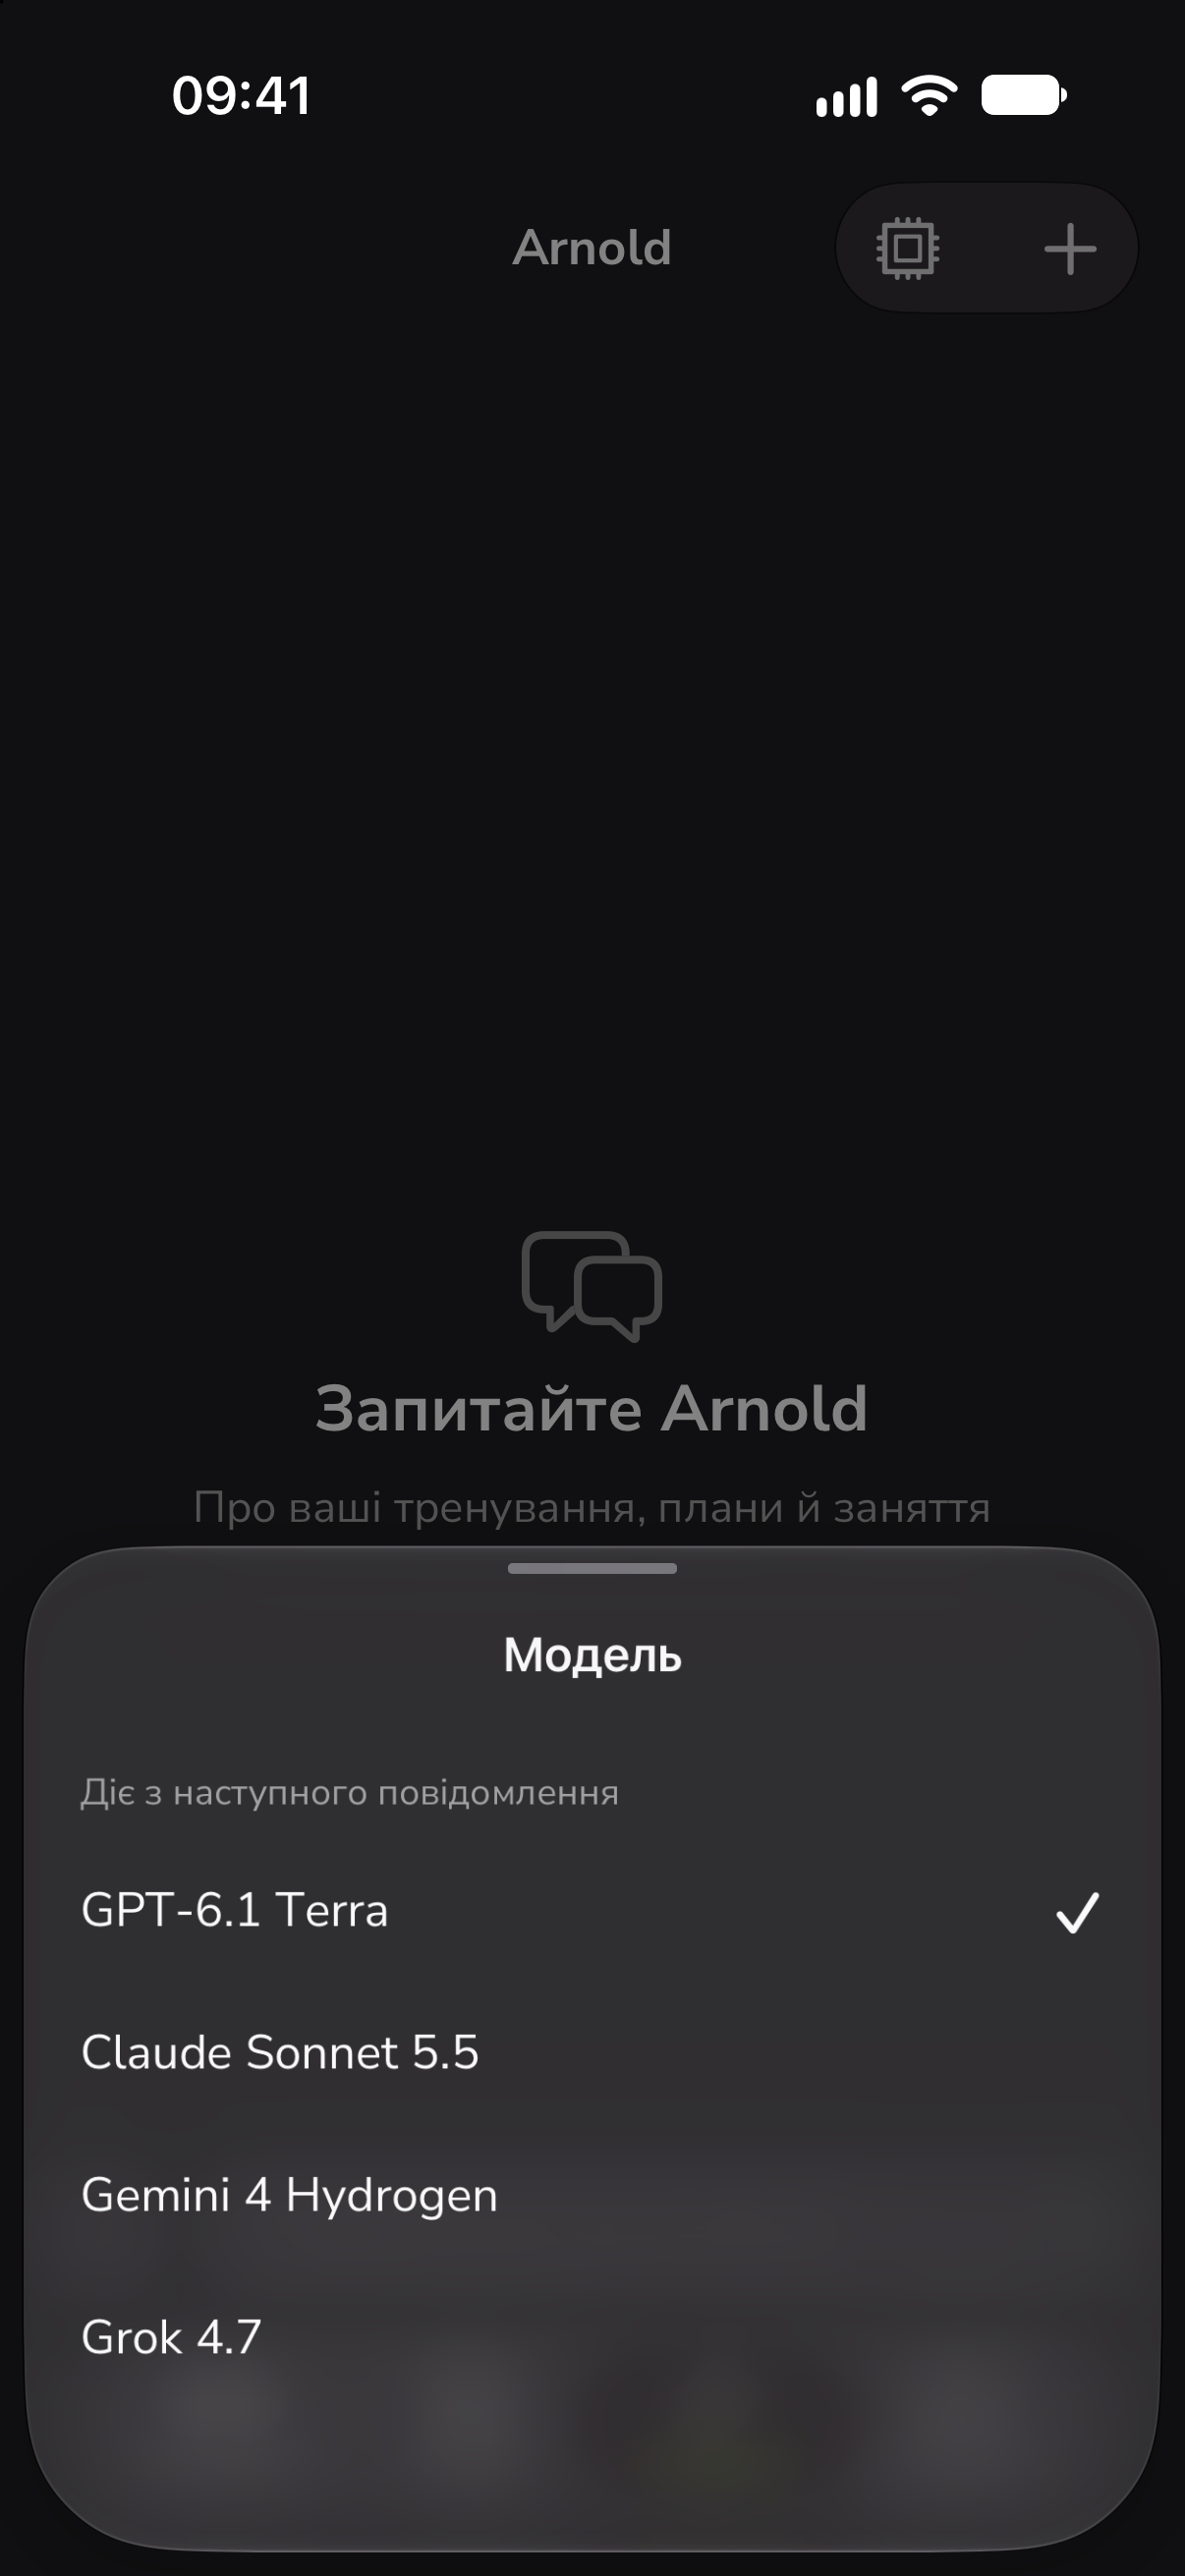 09:41
Arnold
Запитайте Arnold
Про ваші тренування, плани й заняття
Модель
Діє з наступного повідомлення
GPT-6.1 Terra
Claude Sonnet 5.5
Gemini 4 Hydrogen
Grok 4.7